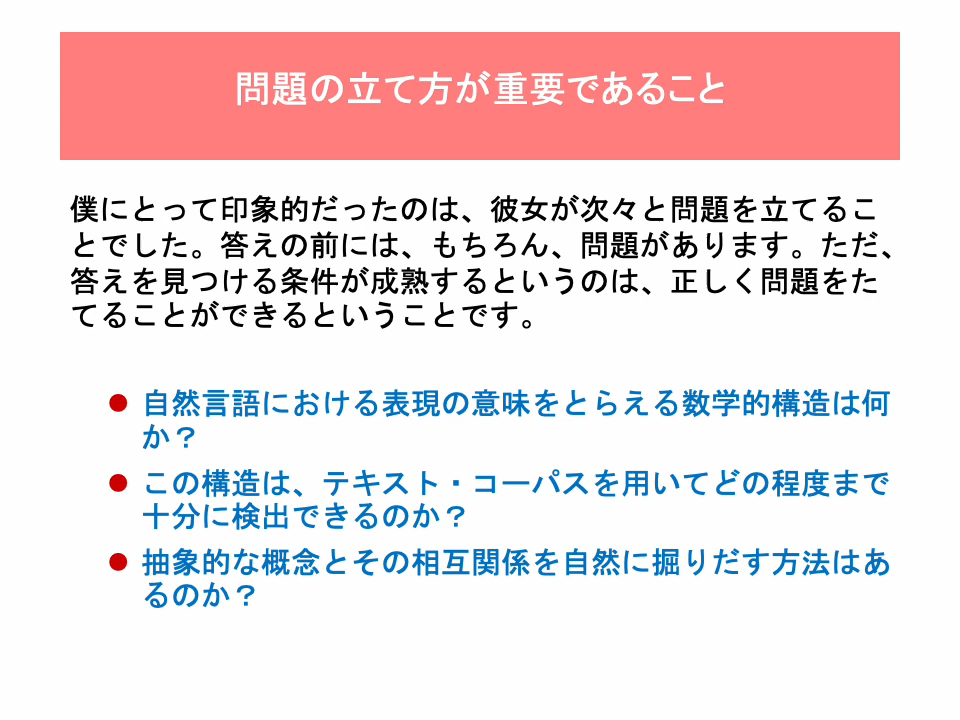 問題の立て方が重要であること
僕にとって印象的だったのは、彼女が次々と問題を立てるこ
とでした。答えの前には、もちろん、問題があります。ただ、
答えを見つける条件が成熟するというのは、正しく問題をた
てることができるということです。
● 自然言語における表現の意味をとらえる数学的構造は何
か？
● この構造は、テキスト・コーパスを用いてどの程度まで
十分に検出できるのか？
● 抽象的な概念とその相互関係を自然に掘りだす方法はあ
るのか？